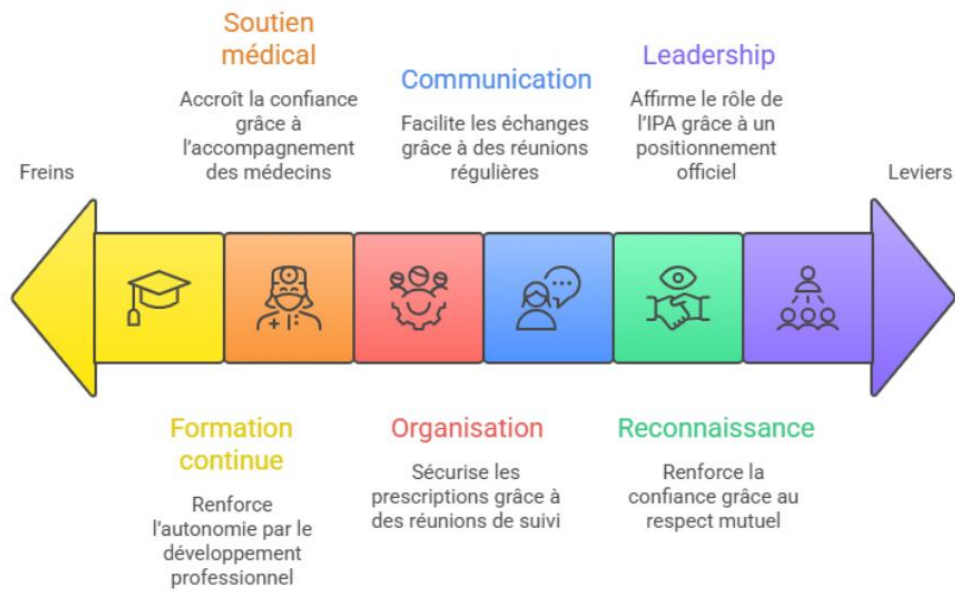 Soutien
médical
Accroît la confiance
grâce à
l'accompagnement
des médecins
Communication
Facilite les échanges
grâce à des réunions
régulières
Leadership
Affirme le rôle de
l'IPA grâce à un
positionnement
officiel
Freins
Leviers
Formation
continue
Renforce
l'autonomie par le
développement
professionnel
Organisation
Sécurise les
prescriptions grâce à
des réunions de suivi
Reconnaissance
Renforce la
confiance grâce au
respect mutuel